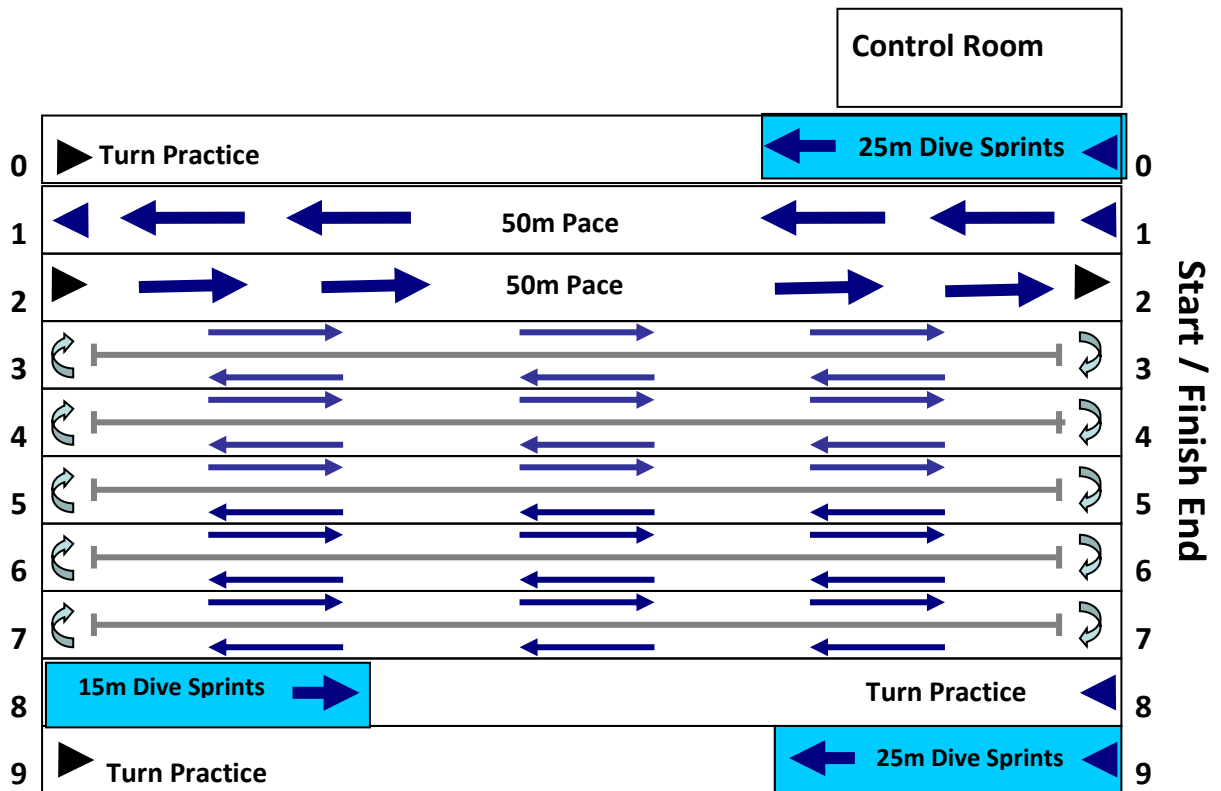 Control Room
0 Turn Practice 25m Dive Sprints 0
1 50m Pace 1
2 50m Pace 2
3 3
4 4
5 5
6 6
7 7
8 15m Dive Sprints Turn Practice 8
9 Turn Practice 25m Dive Sprints 9
Start / Finish End